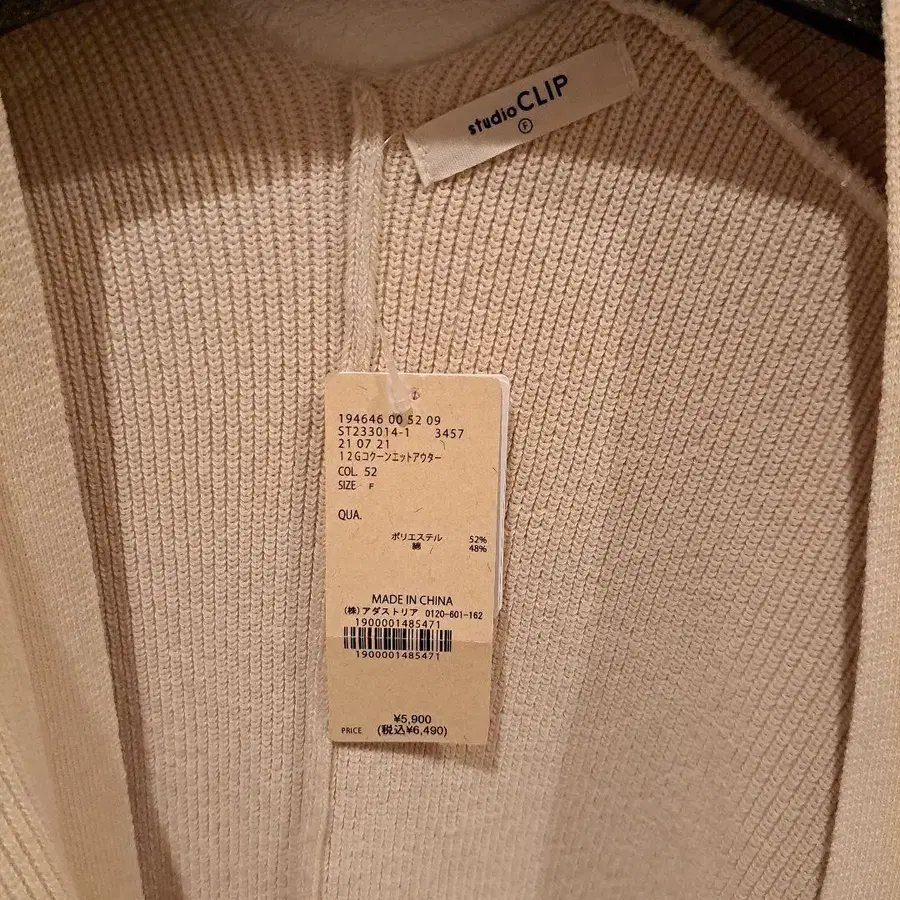 studio CLIP
F
194646 00 52 09
ST233014-1 3457
21 07 21
12Gコクーンニットアウター
COL. 52
SIZE F
QUA.
ポリエステル 52%
綿 48%
MADE IN CHINA
(株)アダストリア 0120-601-162
1900001485471
1900001485471
¥5,900
PRICE (税込¥6,490)